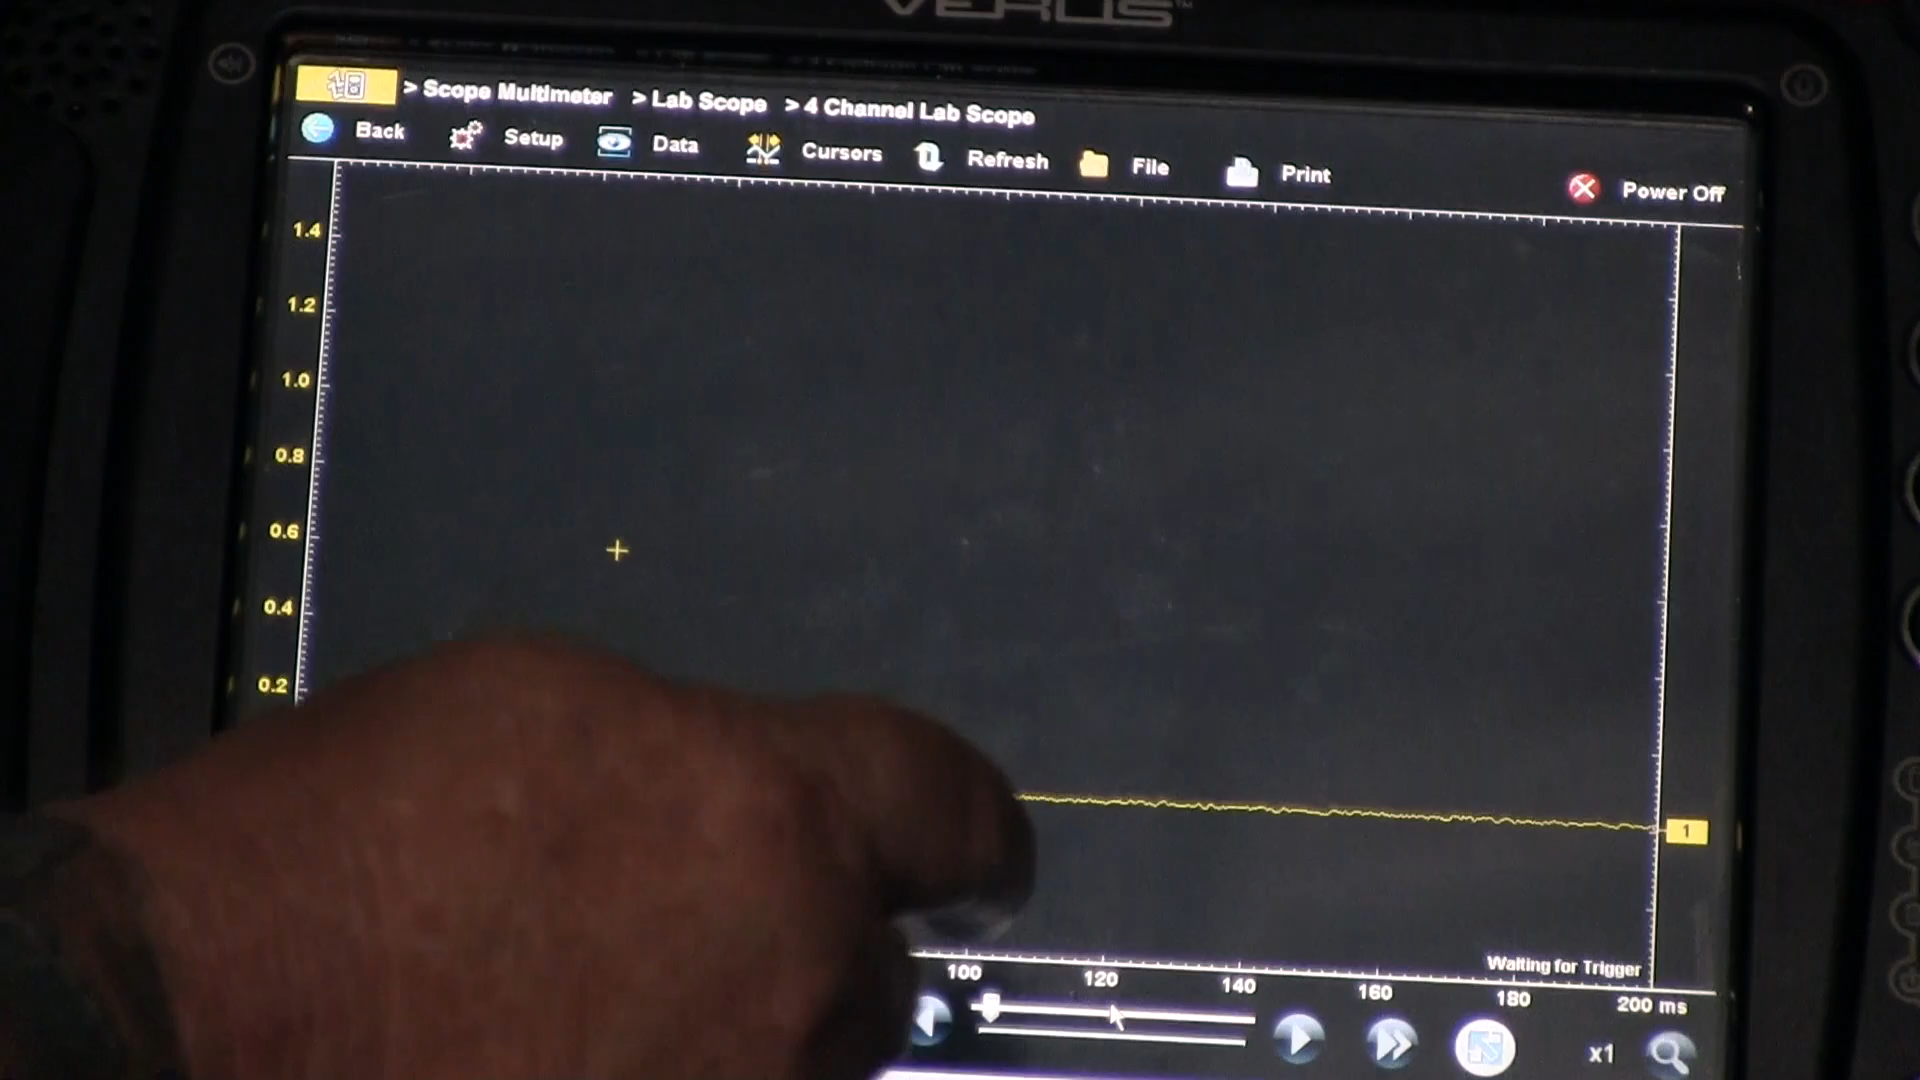 VERUS™
> Scope Multimeter > Lab Scope > 4 Channel Lab Scope
Back Setup Data Cursors Refresh File Print Power Off
1.4
1.2
1.0
0.8
0.6
0.4
0.2
1
Waiting for Trigger
100 120 140 160 180 200 ms
x1